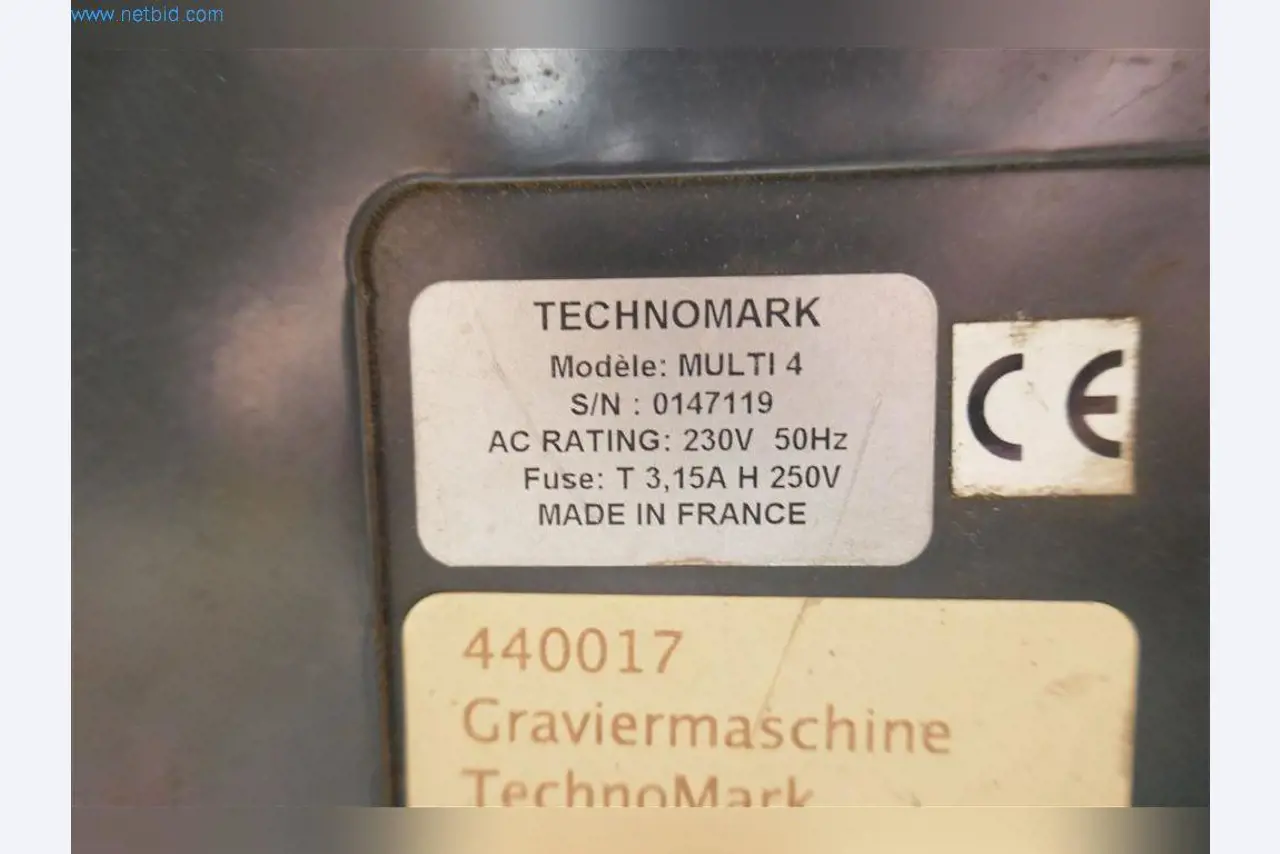 www.netbid.com
TECHNOMARK
Modèle: MULTI 4
S/N : 0147119
AC RATING: 230V 50Hz
Fuse: T 3,15A H 250V
MADE IN FRANCE
CE
440017
Graviermaschine
TechnoMark